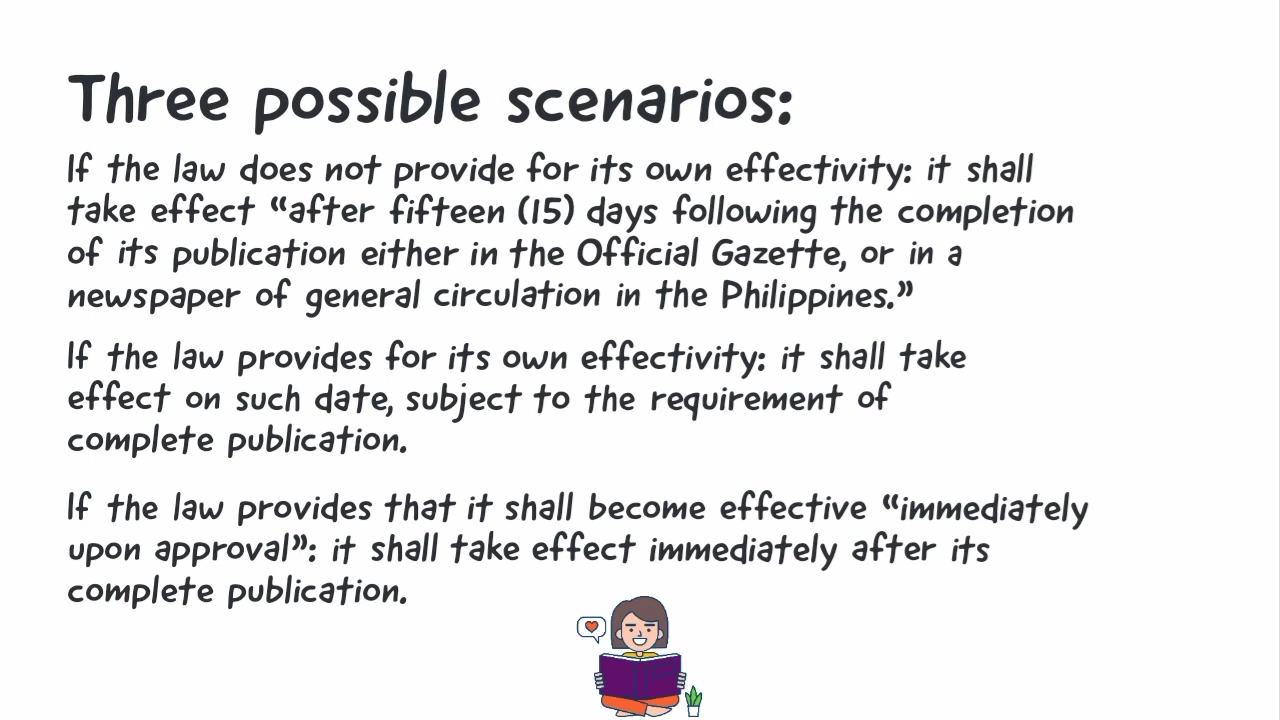 Three possible scenarios:
If the law does not provide for its own effectivity: it shall
take effect “after fifteen (15) days following the completion
of its publication either in the Official Gazette, or in a
newspaper of general circulation in the Philippines.”
If the law provides for its own effectivity: it shall take
effect on such date, subject to the requirement of
complete publication.
If the law provides that it shall become effective “immediately
upon approval”: it shall take effect immediately after its
complete publication.